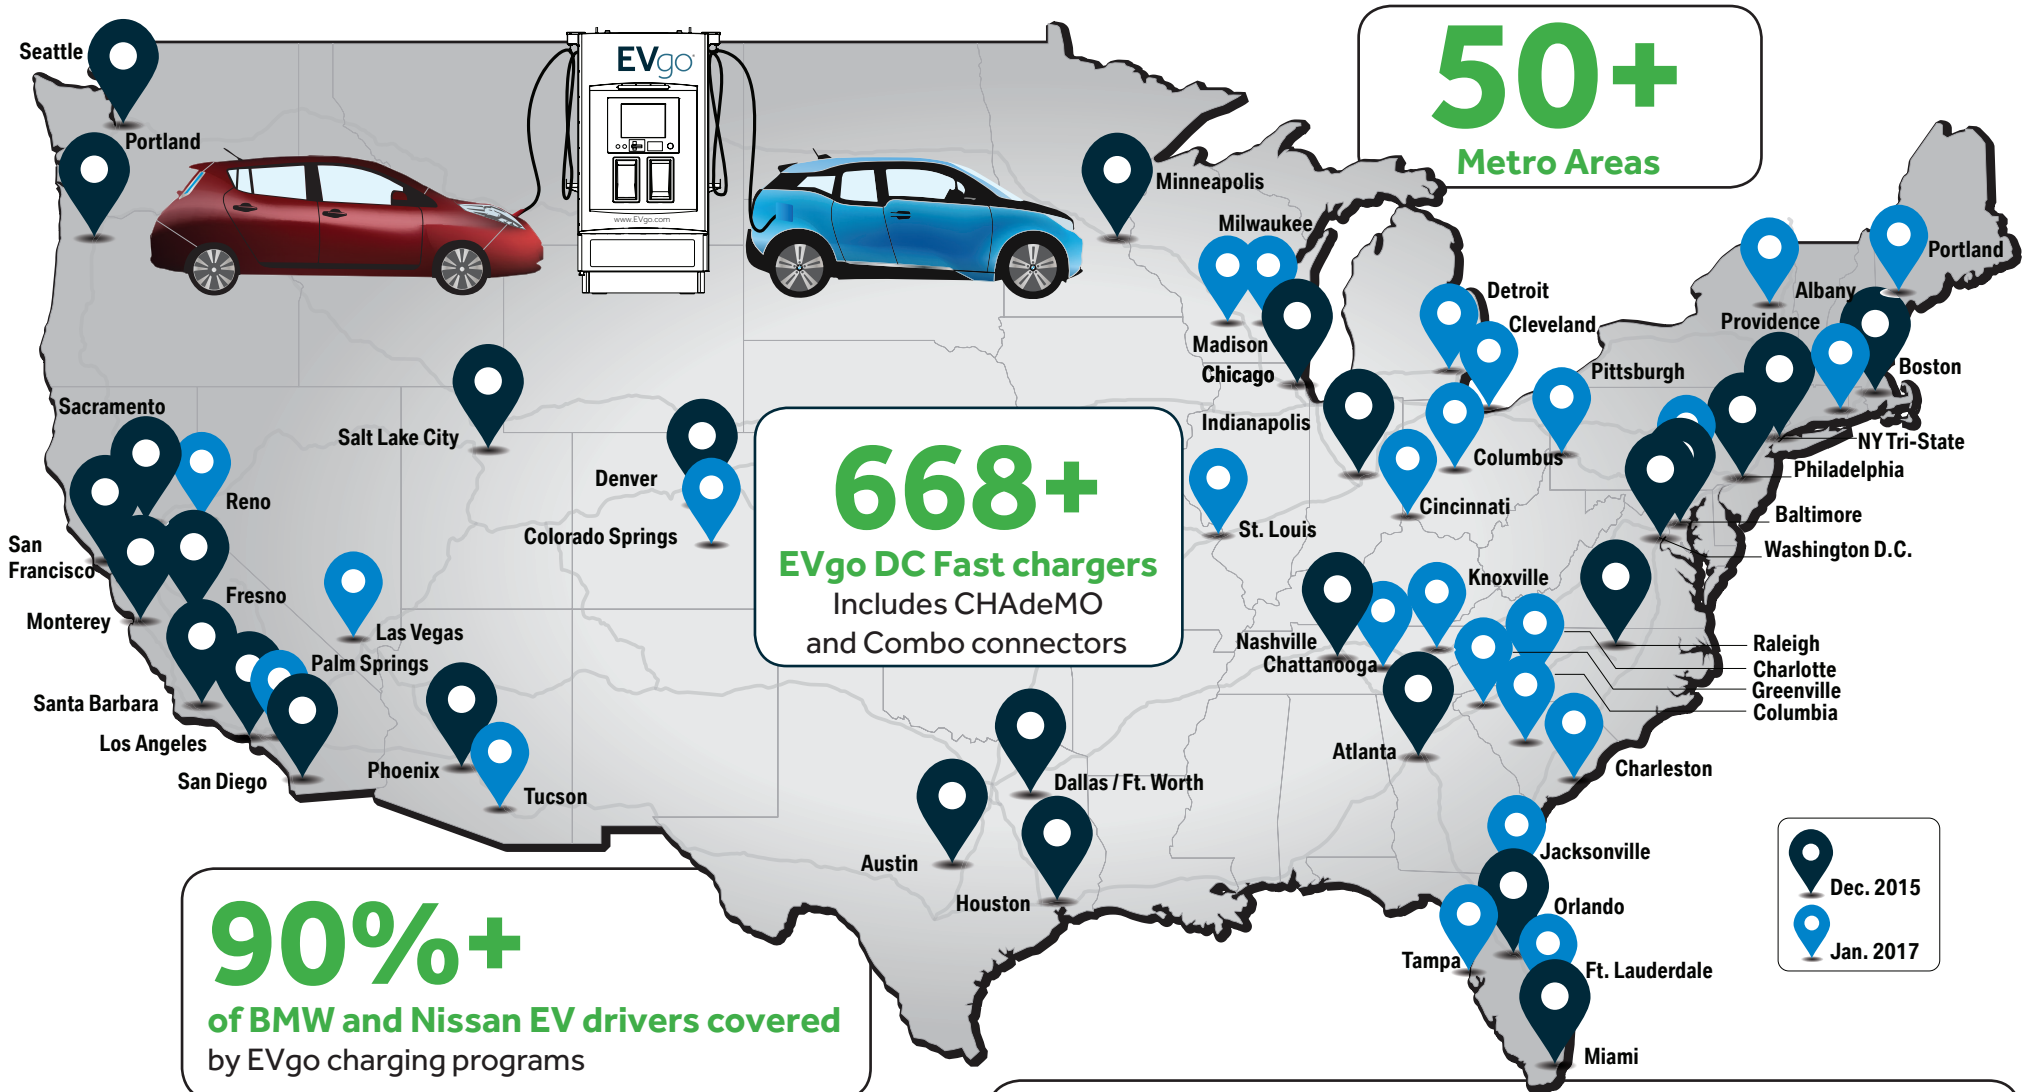 Seattle
Portland
EVgo
www.EVgo.com
50+
Metro Areas
Minneapolis
Milwaukee
Madison
Chicago
Detroit
Cleveland
Portland
Albany
Providence
Boston
Pittsburgh
Indianapolis
Columbus
Cincinnati
NY Tri-State
Philadelphia
Baltimore
Washington D.C.
Sacramento
Reno
San
Francisco
Fresno
Monterey
Salt Lake City
Denver
Colorado Springs
668+
EVgo DC Fast chargers
Includes CHAdeMO
and Combo connectors
St. Louis
Las Vegas
Palm Springs
Santa Barbara
Los Angeles
San Diego
Phoenix
Tucson
Knoxville
Nashville
Chattanooga
Raleigh
Charlotte
Greenville
Columbia
Atlanta
Charleston
Dallas / Ft. Worth
Austin
Houston
Jacksonville
Orlando
Tampa
Ft. Lauderdale
Miami
Dec. 2015
Jan. 2017
90%+
of BMW and Nissan EV drivers covered
by EVgo charging programs